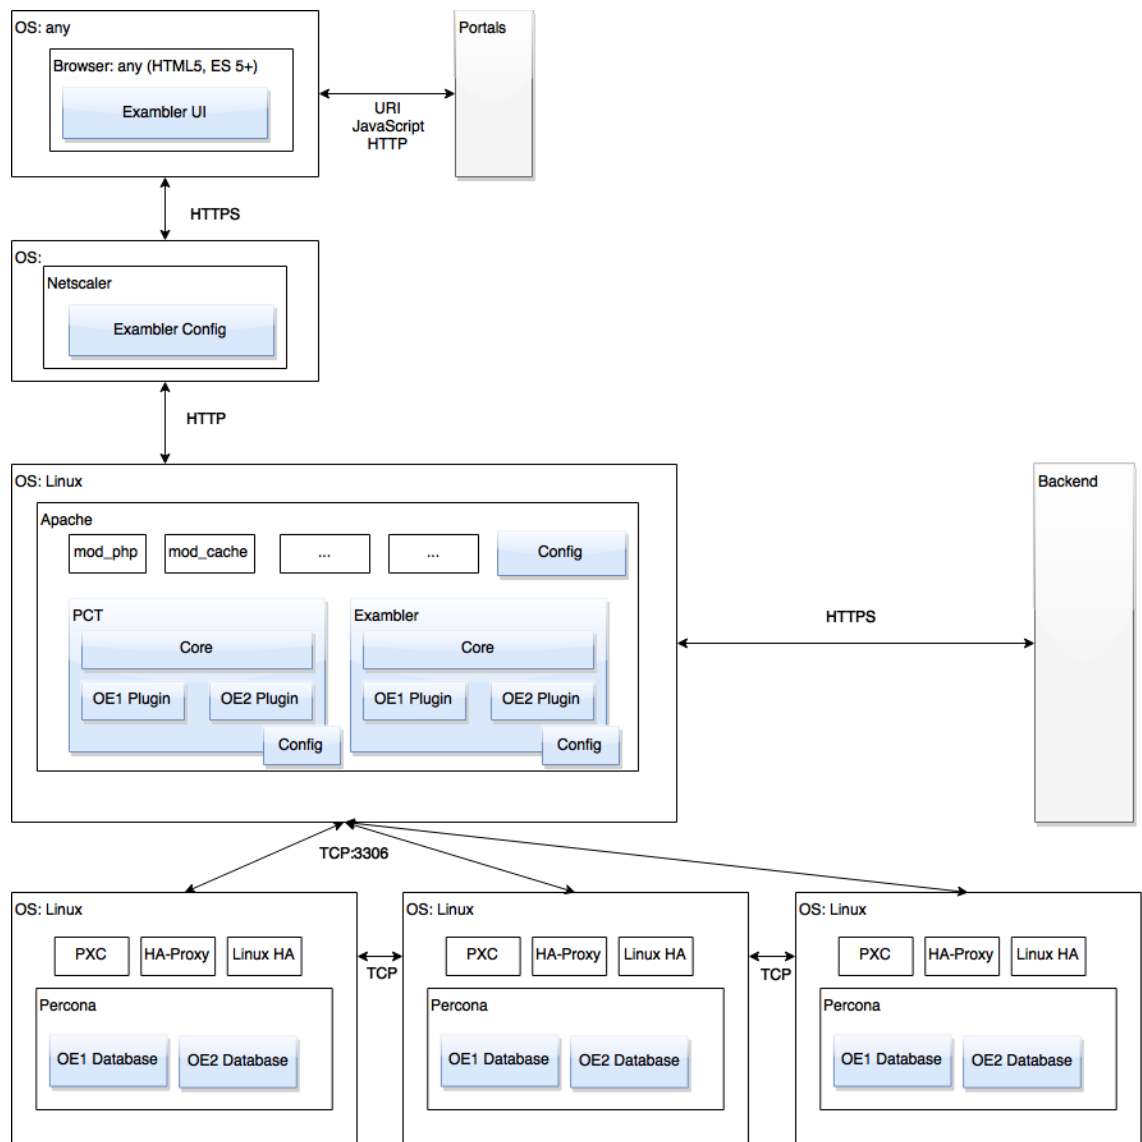 OS: any
Browser: any (HTML5, ES 5+)
Exambler UI
Portals
URI
JavaScript
HTTP
HTTPS
OS:
Netscaler
Exambler Config
HTTP
OS: Linux
Apache
mod_php
mod_cache
...
...
Config
PCT
Core
OE1 Plugin
OE2 Plugin
Config
Exambler
Core
OE1 Plugin
OE2 Plugin
Config
HTTPS
Backend
TCP:3306
OS: Linux
PXC
HA-Proxy
Linux HA
Percona
OE1 Database
OE2 Database
TCP
OS: Linux
PXC
HA-Proxy
Linux HA
Percona
OE1 Database
OE2 Database
TCP
OS: Linux
PXC
HA-Proxy
Linux HA
Percona
OE1 Database
OE2 Database